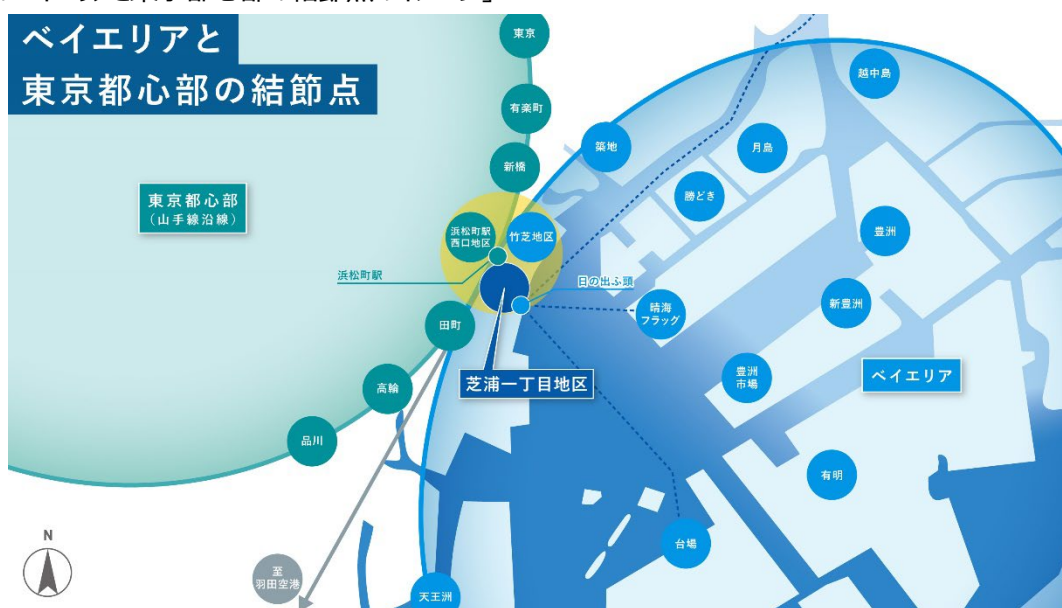 ベイエリアと
東京都心部の結節点
東京
有楽町
新橋
築地
越中島
月島
勝どき
東京都心部
(山手線沿線)
浜松町駅
西口地区
竹芝地区
豊洲
浜松町駅
日の出ふ頭
晴海
フラッグ
新豊洲
田町
芝浦一丁目地区
豊洲
市場
ベイエリア
高輪
品川
有明
N
台場
至
羽田空港
天王洲